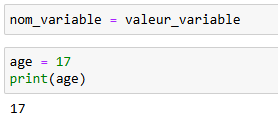 nom_variable = valeur_variable
age = 17
print(age)
17